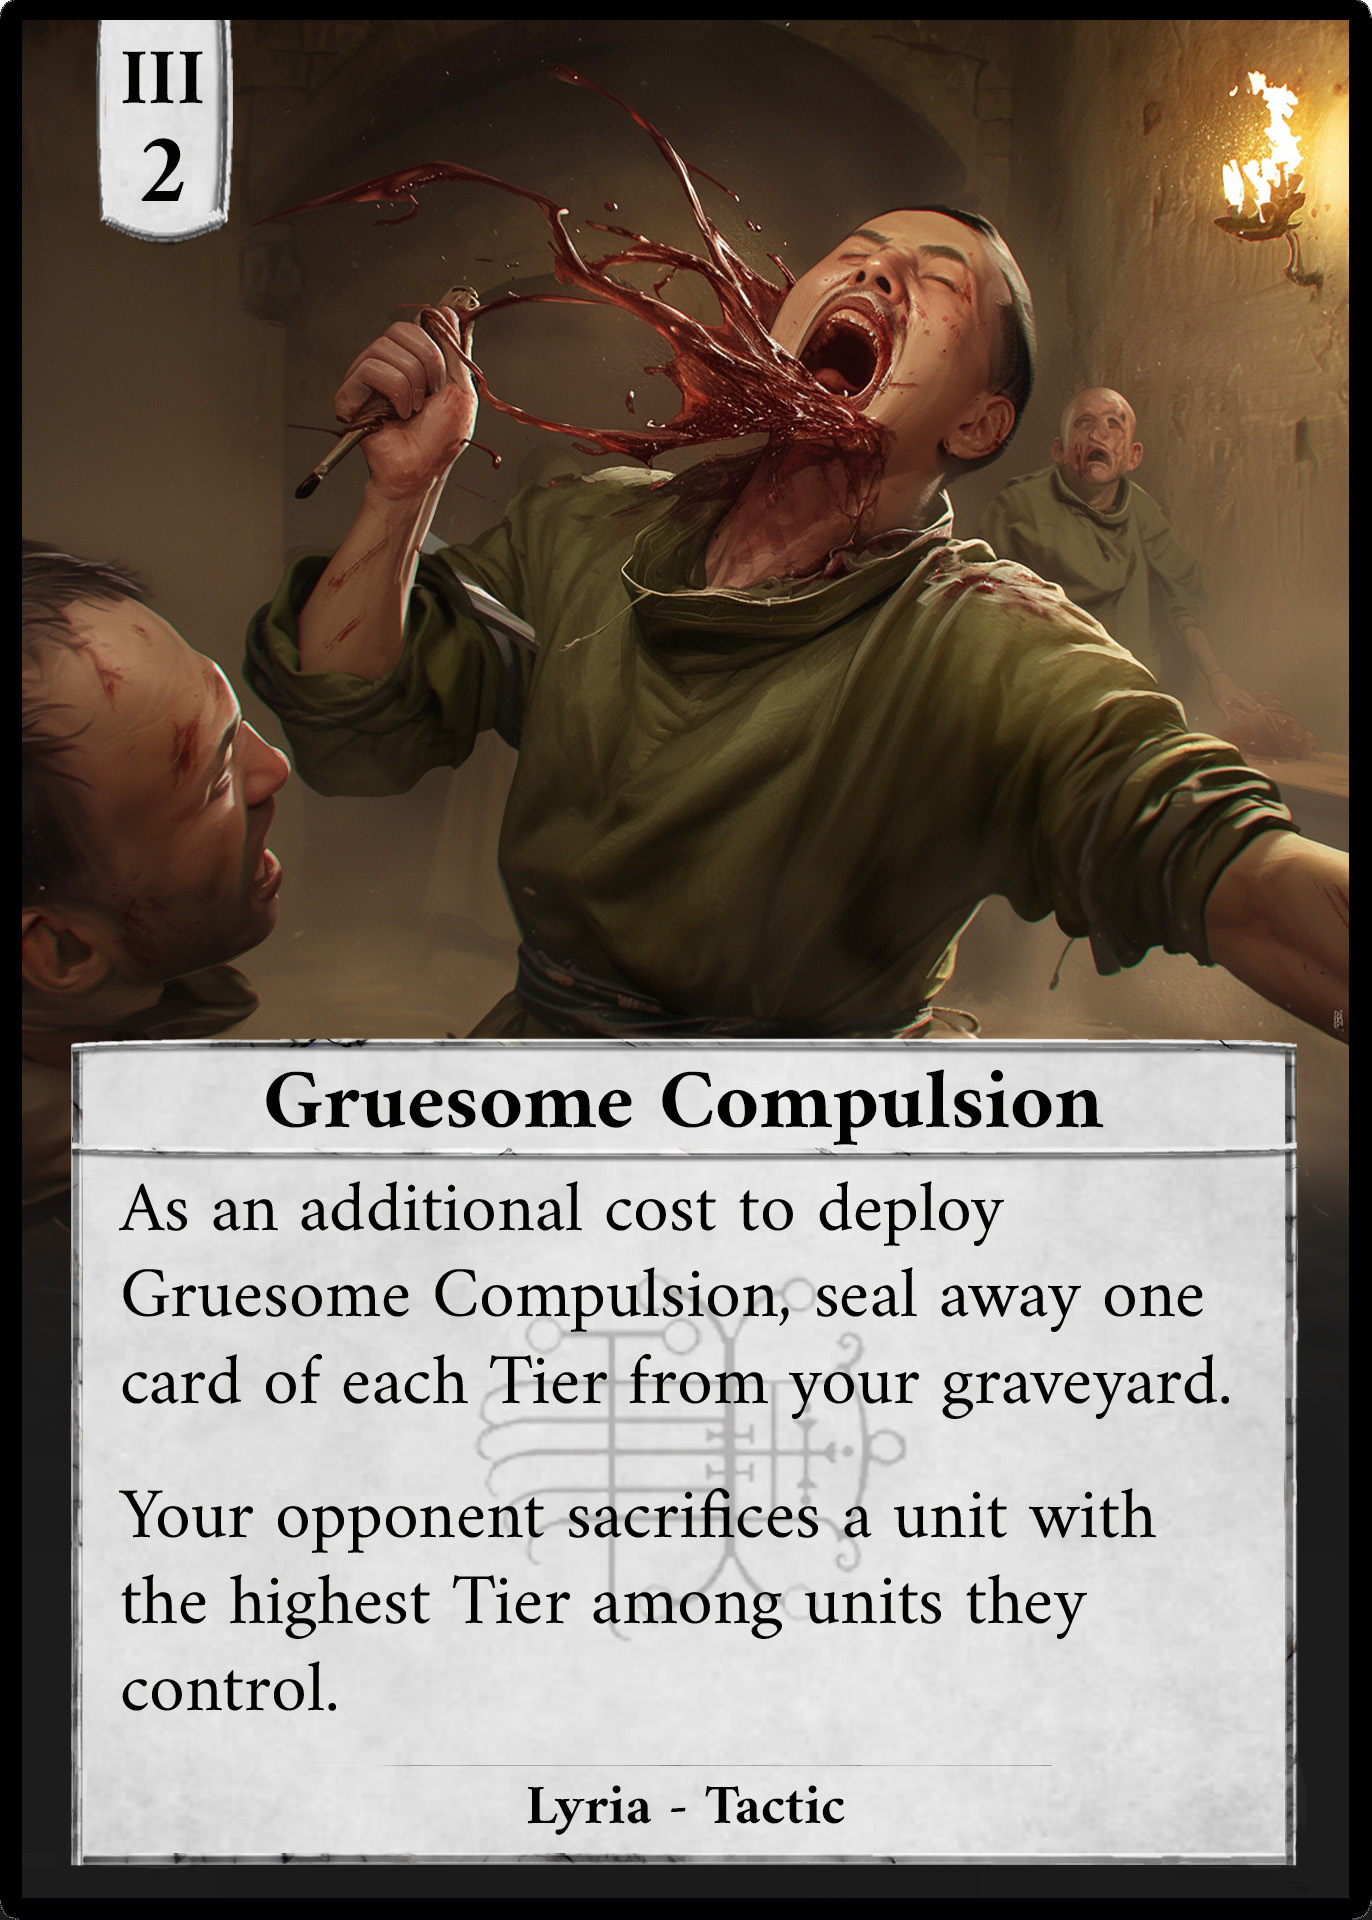 III
2
Gruesome Compulsion
As an additional cost to deploy
Gruesome Compulsion, seal away one
card of each Tier from your graveyard.
Your opponent sacrifices a unit with
the highest Tier among units they
control.
Lyria - Tactic